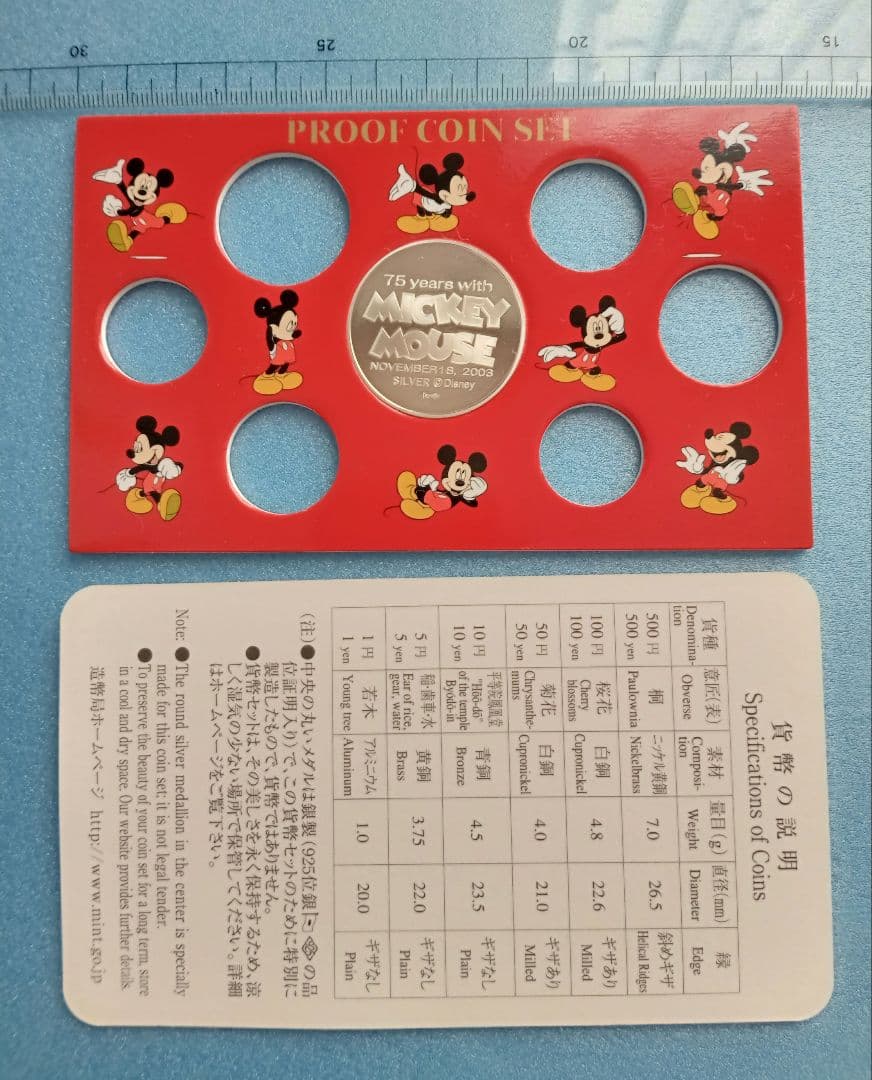 30 25 20 15
PROOF COIN SET
75 years with
MICKEY
MOUSE
NOVEMBER 18, 2003
SILVER © Disney
貨幣の説明
Specifications of Coins
貨種 意匠(表) 素材 量目(g) 直径(mm) 縁
Denomina-tion Obverse Composi-tion Weight Diameter Edge
500円 桐 ニッケル黄銅 7.0 26.5 斜めギザ
500 yen Paulownia Nickelbrass Helical Ridges
100円 桜花 白銅 4.8 22.6 ギザあり
100 yen Cherry blossoms Cupronickel Milled
50円 菊花 白銅 4.0 21.0 ギザあり
50 yen Chrysanthe-mums Cupronickel Milled
10円 平等院鳳凰堂 青銅 4.5 23.5 ギザなし
10 yen "Hōō-dō" of the temple Byōdō-in Bronze Plain
5円 稲・歯車・水 黄銅 3.75 22.0 ギザなし
5 yen Ear of rice, gear, water Brass Plain
1円 若木 アルミニウム 1.0 20.0 ギザなし
1 yen Young tree Aluminum Plain
(注)●中央の丸いメダルは銀製(925位銀の品
位証明入り)で、この貨幣セットのために特別に
製造したもので、貨幣ではありません。
●貨幣セットは、その美しさを永く保持するため、涼
しく湿気の少ない場所で保管してください。詳細
はホームページをご覧下さい。
Note: ●The round silver medallion in the center is specially
made for this coin set; it is not legal tender.
●To preserve the beauty of your coin set for a long term, store
in a cool and dry space. Our website provides further details.
造幣局ホームページ http://www.mint.go.jp